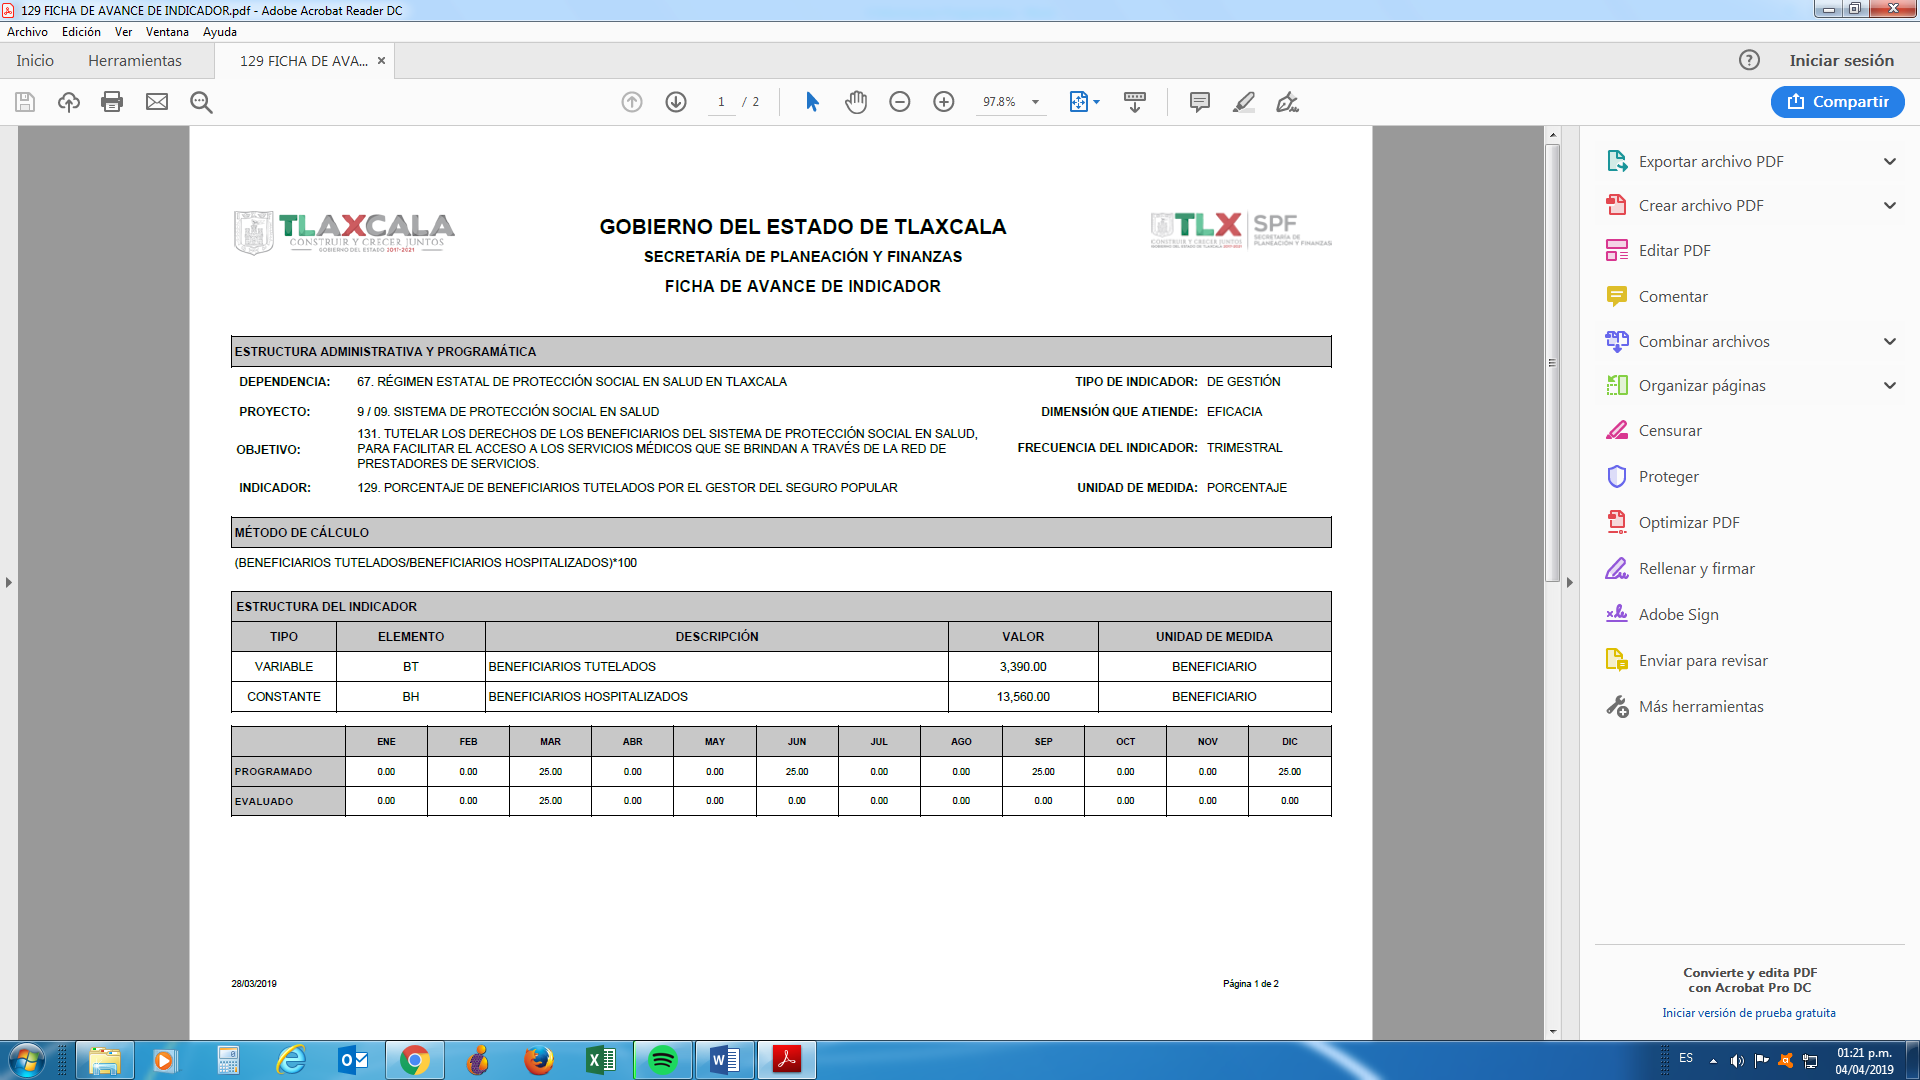 129 FICHA DE AVANCE DE INDICADOR.pdf - Adobe Acrobat Reader DC
Archivo Edición Ver Ventana Ayuda
Inicio Herramientas 129 FICHA DE AVA... × ? Iniciar sesión
1 / 2 97.8% Compartir
TLAXCALA
CONSTRUIR Y CRECER JUNTOS
GOBIERNO DEL ESTADO 2017-2021
GOBIERNO DEL ESTADO DE TLAXCALA
SECRETARÍA DE PLANEACIÓN Y FINANZAS
FICHA DE AVANCE DE INDICADOR
TLX
CONSTRUIR Y CRECER JUNTOS
SPF
SECRETARÍA DE
PLANEACIÓN Y FINANZAS
ESTRUCTURA ADMINISTRATIVA Y PROGRAMÁTICA
DEPENDENCIA: 67. RÉGIMEN ESTATAL DE PROTECCIÓN SOCIAL EN SALUD EN TLAXCALA TIPO DE INDICADOR: DE GESTIÓN
PROYECTO: 9 / 09. SISTEMA DE PROTECCIÓN SOCIAL EN SALUD DIMENSIÓN QUE ATIENDE: EFICACIA
OBJETIVO: 131. TUTELAR LOS DERECHOS DE LOS BENEFICIARIOS DEL SISTEMA DE PROTECCIÓN SOCIAL EN SALUD,
PARA FACILITAR EL ACCESO A LOS SERVICIOS MÉDICOS QUE SE BRINDAN A TRAVÉS DE LA RED DE
PRESTADORES DE SERVICIOS.
FRECUENCIA DEL INDICADOR: TRIMESTRAL
INDICADOR: 129. PORCENTAJE DE BENEFICIARIOS TUTELADOS POR EL GESTOR DEL SEGURO POPULAR UNIDAD DE MEDIDA: PORCENTAJE
MÉTODO DE CÁLCULO
(BENEFICIARIOS TUTELADOS/BENEFICIARIOS HOSPITALIZADOS)*100
ESTRUCTURA DEL INDICADOR
TIPO ELEMENTO DESCRIPCIÓN VALOR UNIDAD DE MEDIDA
VARIABLE BT BENEFICIARIOS TUTELADOS 3,390.00 BENEFICIARIO
CONSTANTE BH BENEFICIARIOS HOSPITALIZADOS 13,560.00 BENEFICIARIO
ENE FEB MAR ABR MAY JUN JUL AGO SEP OCT NOV DIC
PROGRAMADO 0.00 0.00 25.00 0.00 0.00 25.00 0.00 0.00 25.00 0.00 0.00 25.00
EVALUADO 0.00 0.00 25.00 0.00 0.00 0.00 0.00 0.00 0.00 0.00 0.00 0.00
28/03/2019 Página 1 de 2
Exportar archivo PDF
Crear archivo PDF
Editar PDF
Comentar
Combinar archivos
Organizar páginas
Censurar
Proteger
Optimizar PDF
Rellenar y firmar
Adobe Sign
Enviar para revisar
Más herramientas
Convierte y edita PDF
con Acrobat Pro DC
Iniciar versión de prueba gratuita
ES 01:21 p.m.
04/04/2019